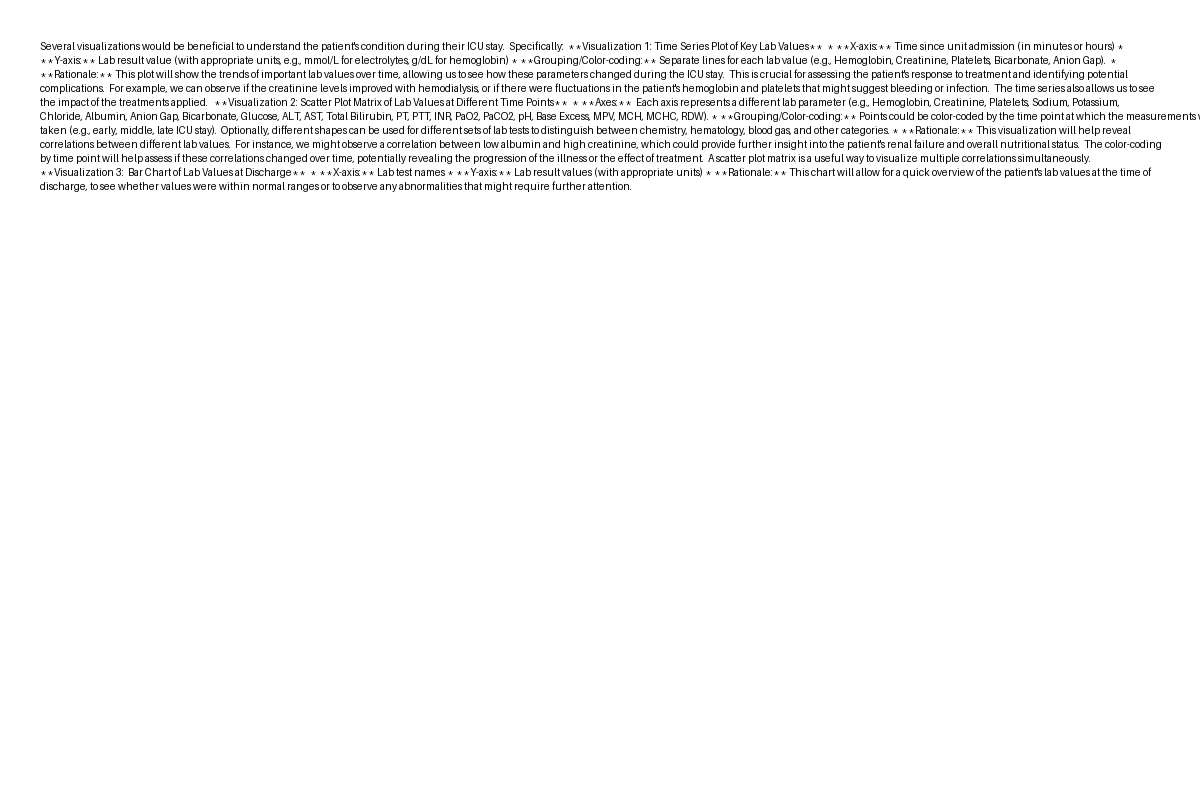 Several visualizations would be beneficial to understand the patient's condition during their ICU stay.  Specifically:  **Visualization 1: Time Series Plot of Key Lab Values**  * **X-axis:** Time since unit admission (in minutes or hours) *
**Y-axis:** Lab result value (with appropriate units, e.g., mmol/L for electrolytes, g/dL for hemoglobin) * **Grouping/Color-coding:** Separate lines for each lab value (e.g., Hemoglobin, Creatinine, Platelets, Bicarbonate, Anion Gap).  *
**Rationale:** This plot will show the trends of important lab values over time, allowing us to see how these parameters changed during the ICU stay.  This is crucial for assessing the patient's response to treatment and identifying potential
complications.  For example, we can observe if the creatinine levels improved with hemodialysis, or if there were fluctuations in the patient's hemoglobin and platelets that might suggest bleeding or infection.  The time series also allows us to see
the impact of the treatments applied.   **Visualization 2: Scatter Plot Matrix of Lab Values at Different Time Points**  * **Axes:**  Each axis represents a different lab parameter (e.g., Hemoglobin, Creatinine, Platelets, Sodium, Potassium,
Chloride, Albumin, Anion Gap, Bicarbonate, Glucose, ALT, AST, Total Bilirubin, PT, PTT, INR, PaO2, PaCO2, pH, Base Excess, MPV, MCH, MCHC, RDW). * **Grouping/Color-coding:** Points could be color-coded by the time point at which the measurements
taken (e.g., early, middle, late ICU stay).  Optionally, different shapes can be used for different sets of lab tests to distinguish between chemistry, hematology, blood gas, and other categories. * **Rationale:** This visualization will help reveal
correlations between different lab values.  For instance, we might observe a correlation between low albumin and high creatinine, which could provide further insight into the patient's renal failure and overall nutritional status.  The color-coding
by time point will help assess if these correlations changed over time, potentially revealing the progression of the illness or the effect of treatment.  A scatter plot matrix is a useful way to visualize multiple correlations simultaneously.
**Visualization 3:  Bar Chart of Lab Values at Discharge**  * **X-axis:** Lab test names * **Y-axis:** Lab result values (with appropriate units) * **Rationale:** This chart will allow for a quick overview of the patient's lab values at the time of
discharge, to see whether values were within normal ranges or to observe any abnormalities that might require further attention.